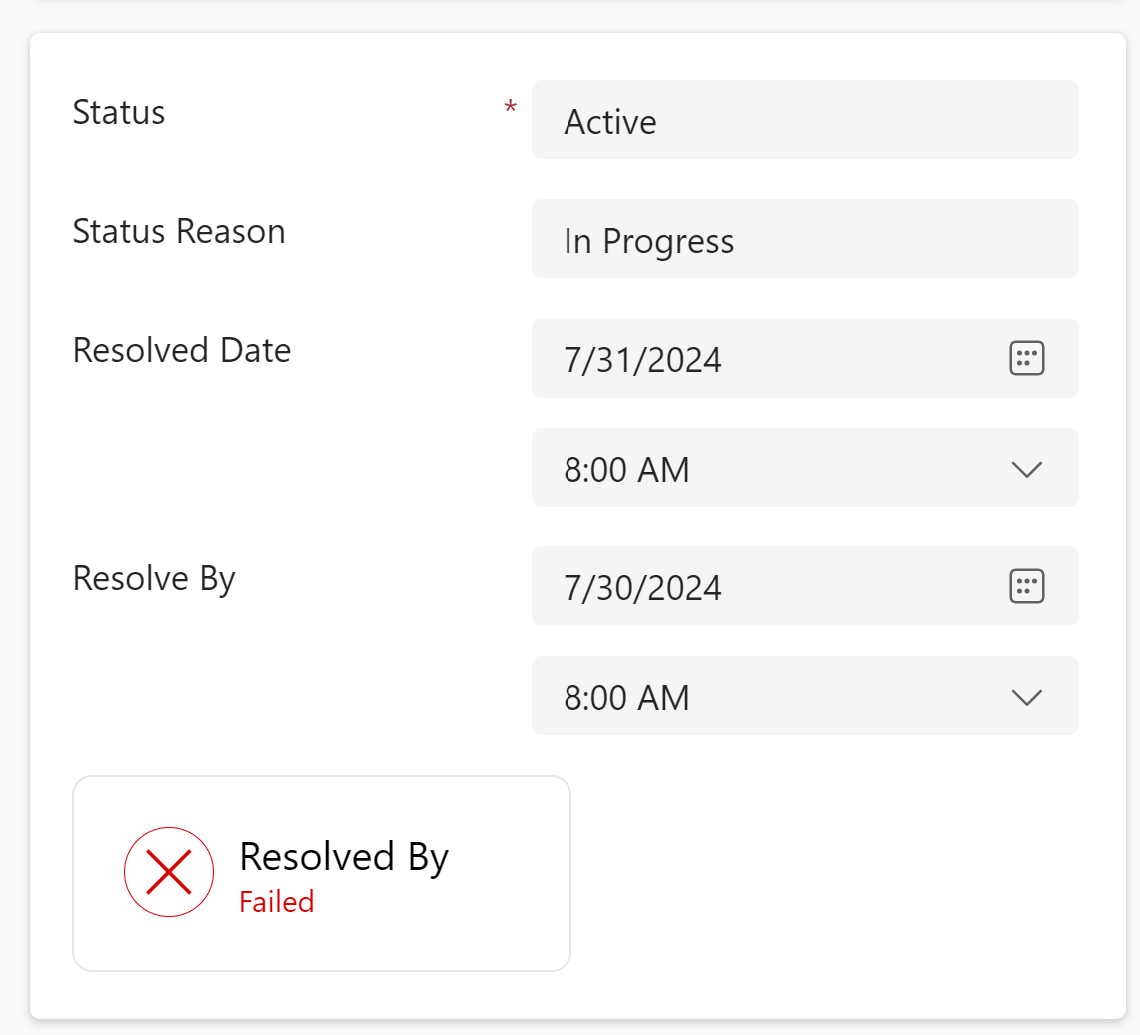 Status * Active
Status Reason In Progress
Resolved Date 7/31/2024
8:00 AM
Resolve By 7/30/2024
8:00 AM
Resolved By
Failed